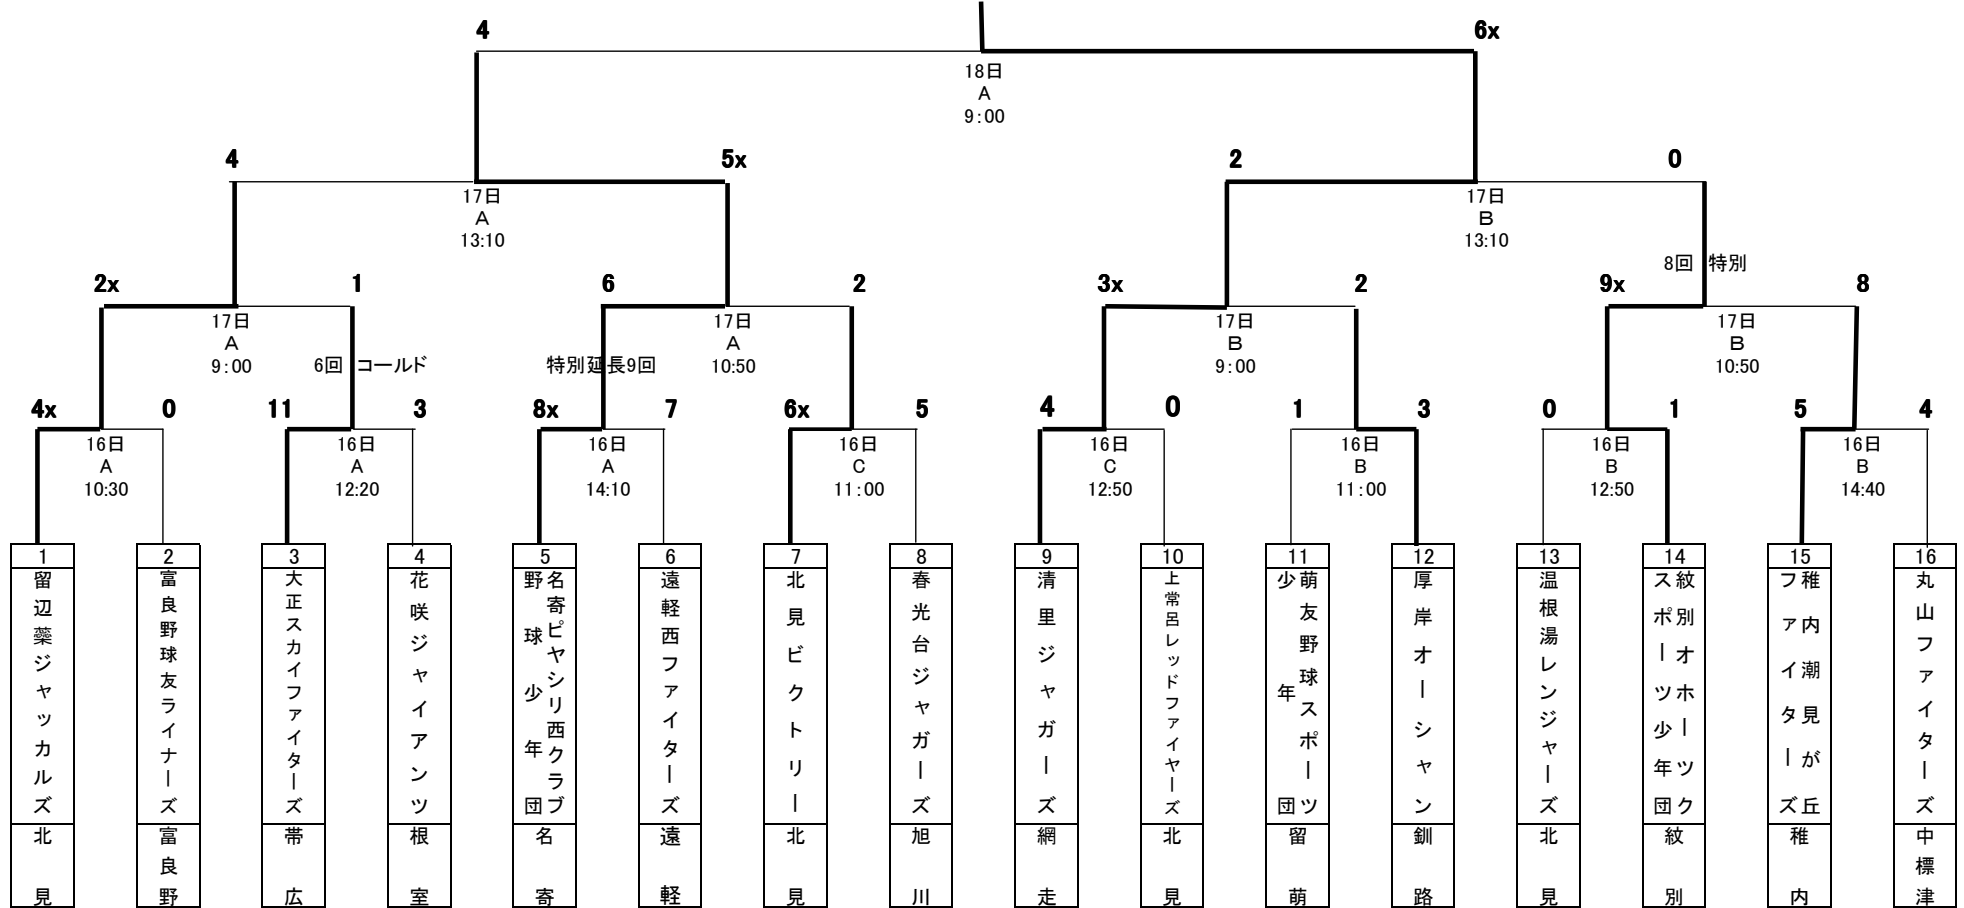 4
6x
18日
A
9:00
4
5x
2
0
17日
A
13:10
17日
B
13:10
8回 特別
2x
1
6
2
3x
2
9x
8
17日
A
9:00
17日
A
10:50
17日
B
9:00
17日
B
10:50
6回 コールド
特別延長9回
4x
0
11
3
8x
7
6x
5
4
0
1
3
0
1
5
4
16日
A
10:30
16日
A
12:20
16日
A
14:10
16日
C
11:00
16日
C
12:50
16日
B
11:00
16日
B
12:50
16日
B
14:40
1
留辺蘂ジャッカルズ
北見
2
富良野球友ライナーズ
富良野
3
大正スカイファイターズ
帯広
4
花咲ジャイアンツ
根室
5
名寄ピヤシリ西クラブ
野球少年団
名寄
6
遠軽西ファイターズ
遠軽
7
北見ビクトリー
北見
8
春光台ジャガーズ
旭川
9
清里ジャガーズ
網走
10
上常呂レッドファイヤーズ
北見
11
萌友野球スポーツ
少年団
留萌
12
厚岸オーシャン
釧路
13
温根湯レンジャーズ
北見
14
紋別オホーツク
スポーツ少年団
紋別
15
稚内潮見が丘
ファイターズ
稚内
16
丸山ファイターズ
中標津